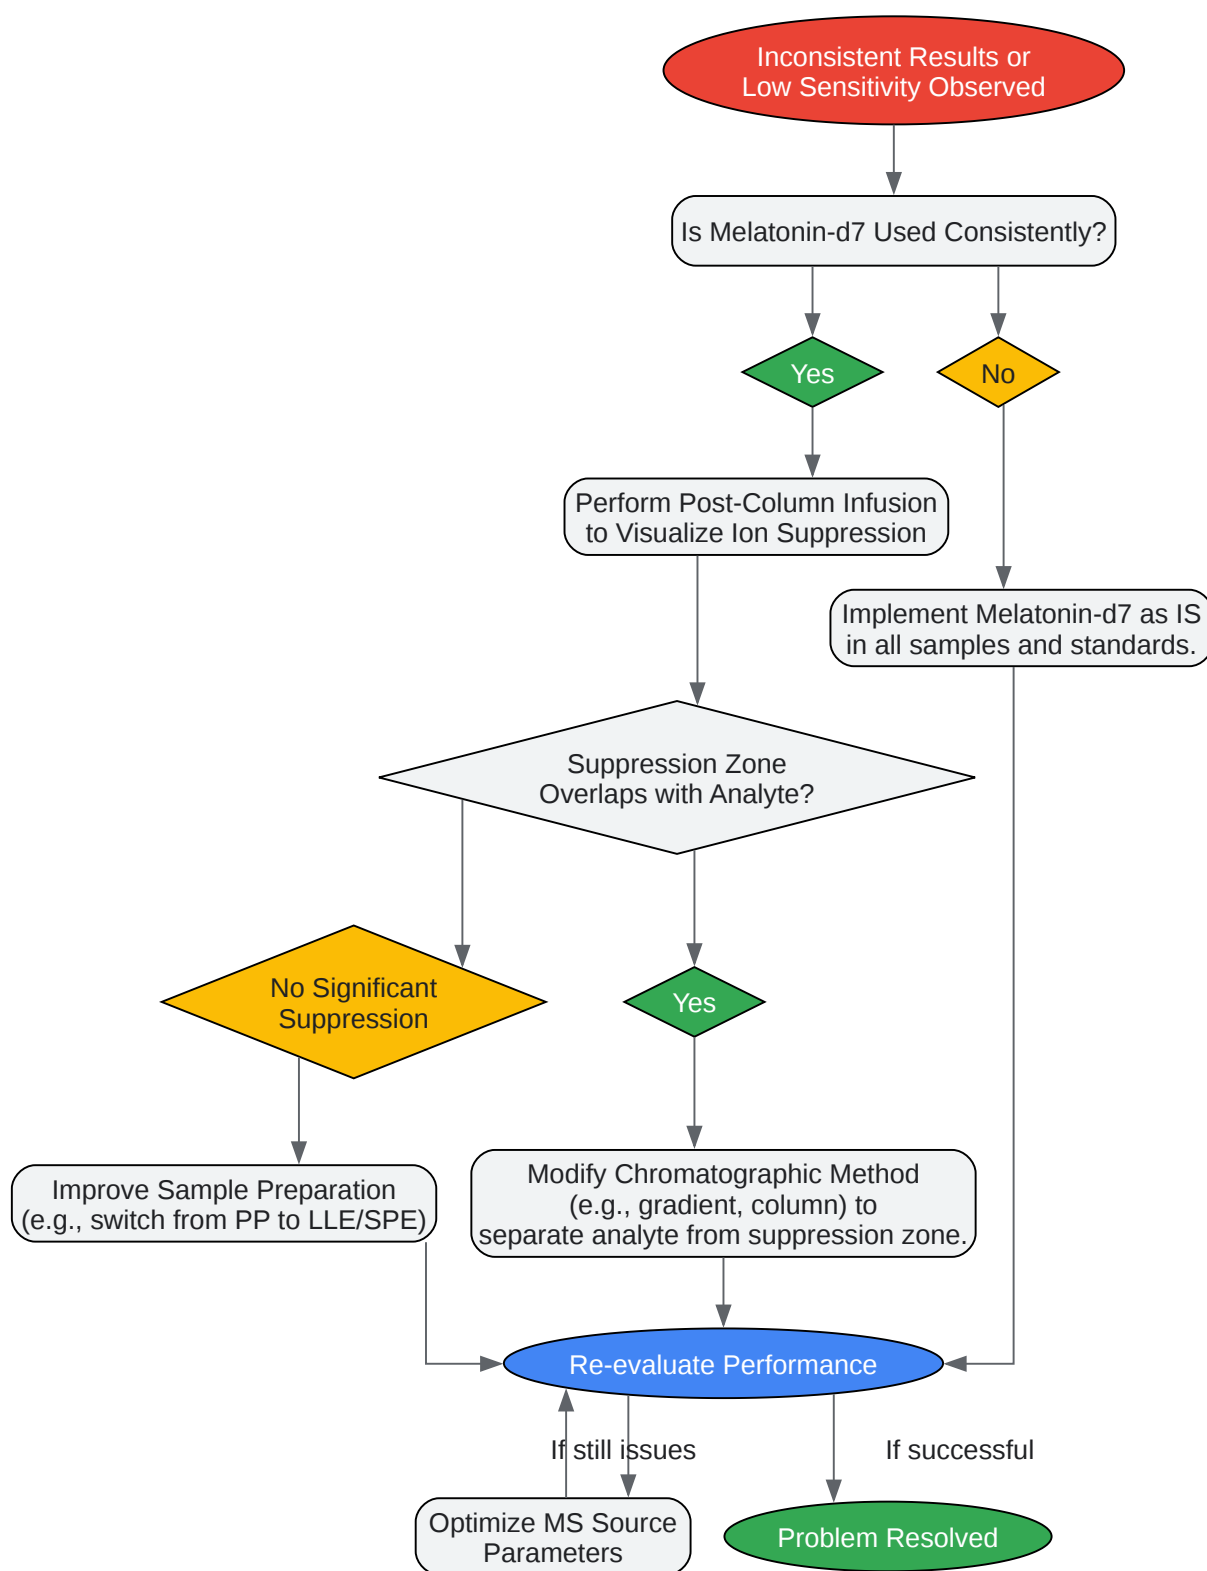 Inconsistent Results or
Low Sensitivity Observed
Is Melatonin-d7 Used Consistently?
Yes
No
Perform Post-Column Infusion
to Visualize Ion Suppression
Implement Melatonin-d7 as IS
in all samples and standards.
Suppression Zone
Overlaps with Analyte?
No Significant
Suppression
Yes
Improve Sample Preparation
(e.g., switch from PP to LLE/SPE)
Modify Chromatographic Method
(e.g., gradient, column) to
separate analyte from suppression zone.
Re-evaluate Performance
If still issues
If successful
Optimize MS Source
Parameters
Problem Resolved